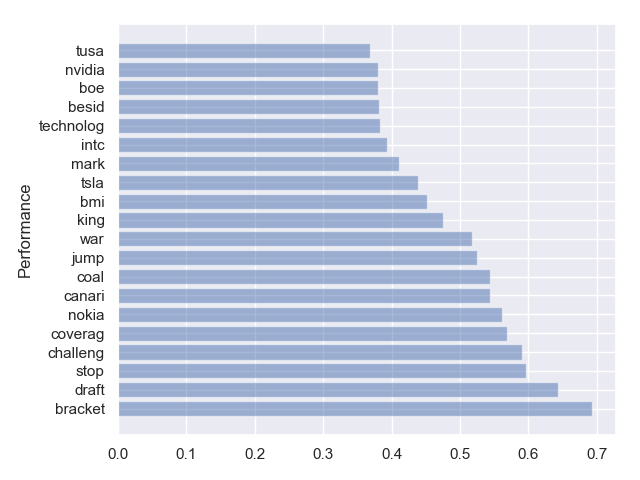 Performance
tusa
nvidia
boe
besid
technolog
intc
mark
tsla
bmi
king
war
jump
coal
canari
nokia
coverag
challeng
stop
draft
bracket
0.0 0.1 0.2 0.3 0.4 0.5 0.6 0.7